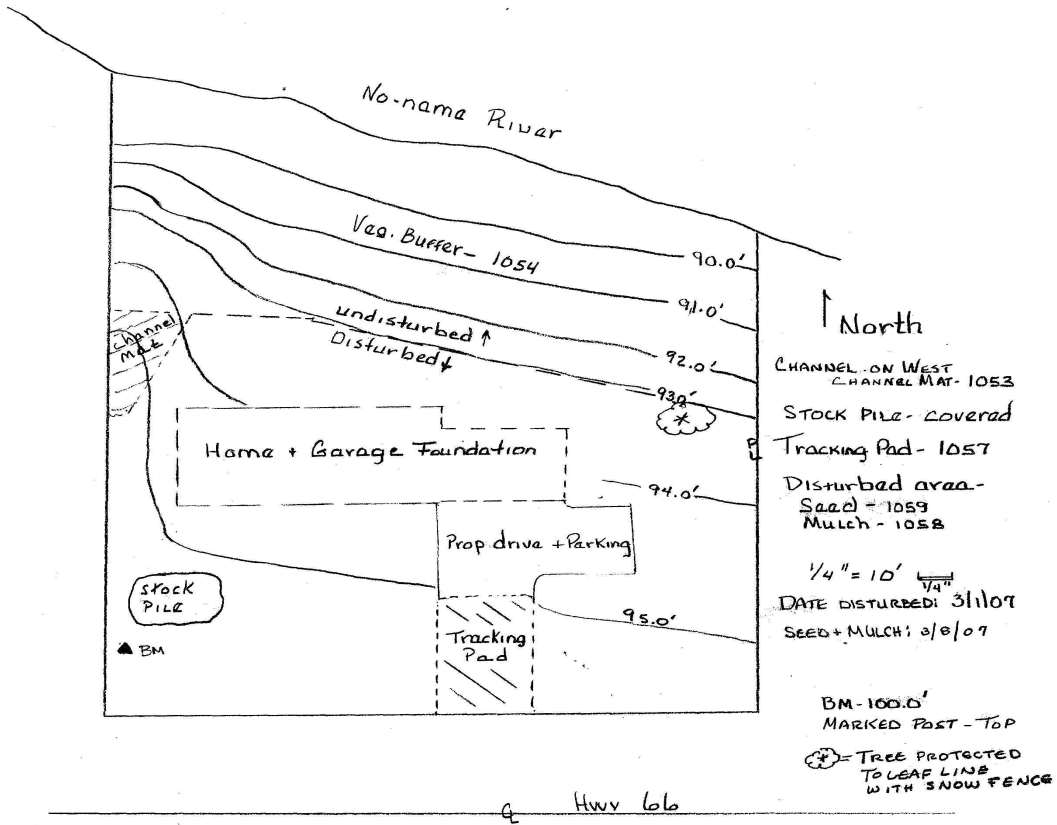 No-name River
Veg. Buffer- 1054
90.0'
91.0'
undisturbed ↑
Disturbed ↓
92.0'
93.0'
channel
mat
Home + Garage Foundation
94.0'
Prop. drive + Parking
Stock
PILE
BM
Tracking
Pad
95.0'
Hwy 66
℄
PL
North
CHANNEL ON WEST
CHANNEL MAT- 1053
STOCK PILE- covered
Tracking Pad- 1057
Disturbed area-
Seed - 1059
Mulch - 1058
1/4" = 10' 1/4"
DATE DISTURBED: 3/1/07
SEED + MULCH: 3/8/07
BM-100.0'
MARKED POST - TOP
= TREE PROTECTED
TO LEAF LINE
WITH SNOW FENCE